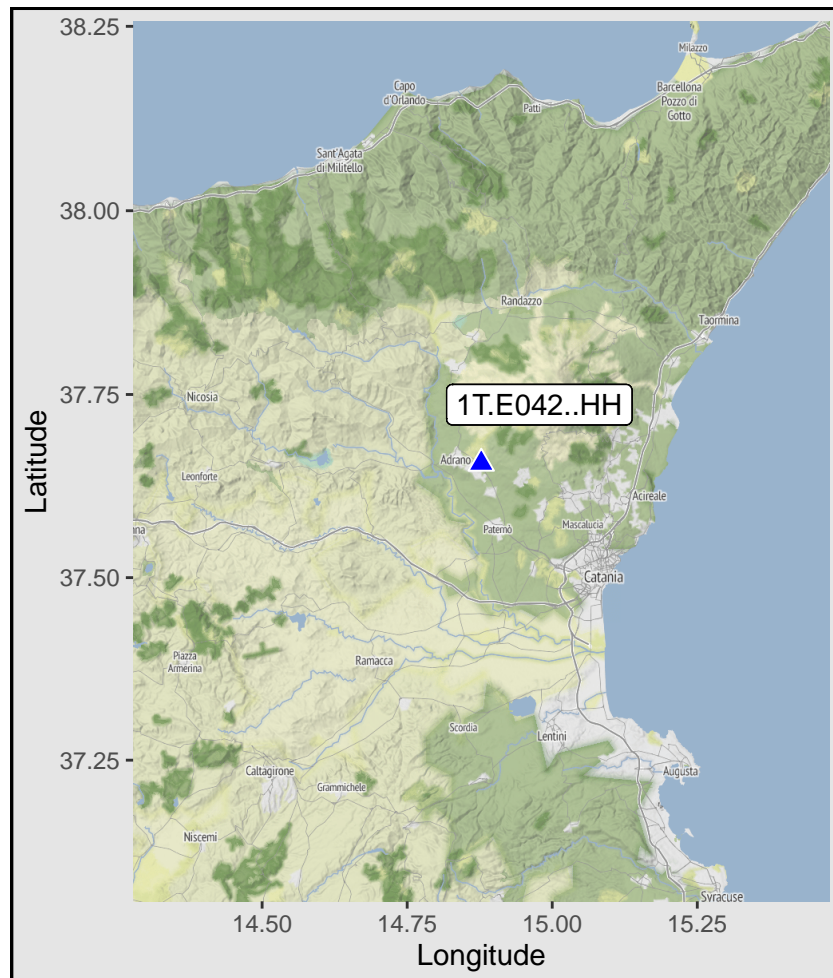 38.25
38.00
37.75
37.50
37.25
Latitude
Milazzo
Capo
d'Orlando
Barcellona
Pozzo di
Gotto
Patti
Sant'Agata
di Militello
Randazzo
Taormina
Nicosia
1T.E042..HH
Adrano
Leonforte
Acireale
Paternò
Mascalucia
na
Catania
Piazza
Armerina
Ramacca
Scordia
Lentini
Caltagirone
Augusta
Grammichele
Niscemi
Syracuse
14.50
14.75
15.00
15.25
Longitude